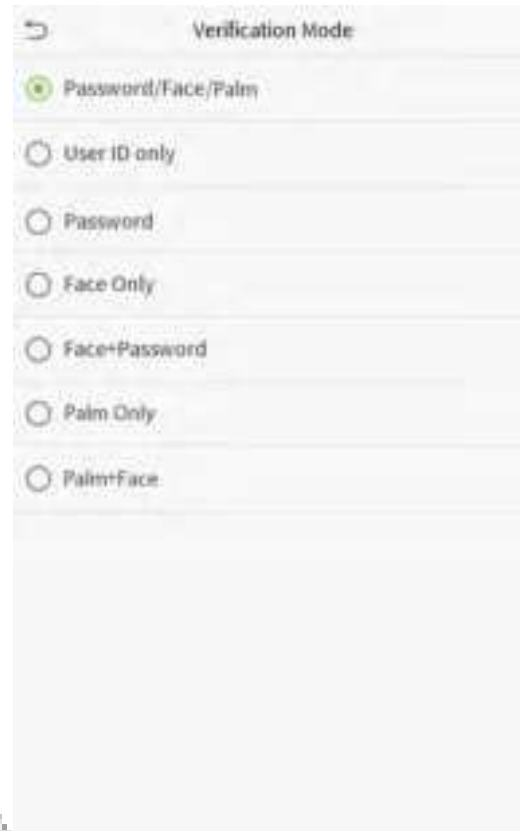 Verification Mode
Password/Face/Palm
User ID only
Password
Face Only
Face+Password
Palm Only
Palm+Face